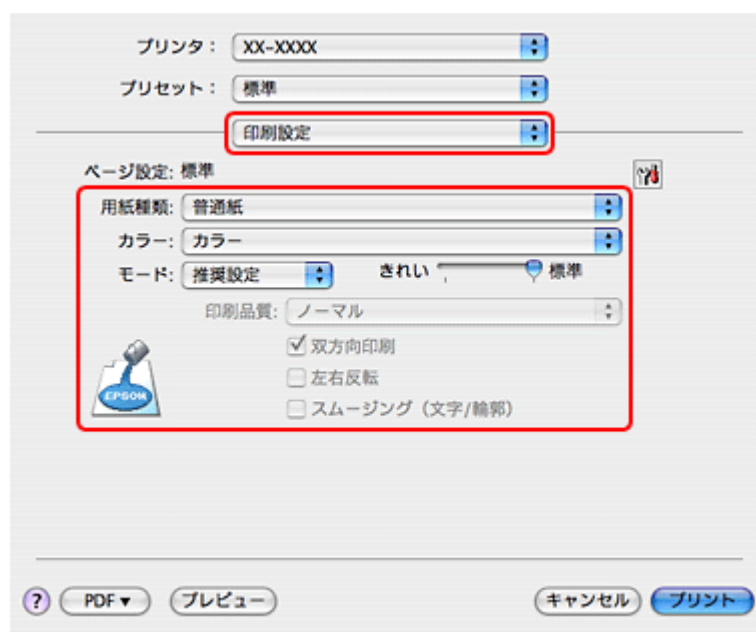 プリンタ： XX-XXXX
プリセット： 標準
印刷設定
ページ設定: 標準
用紙種類: 普通紙
カラー: カラー
モード: 推奨設定 きれい 標準
印刷品質: ノーマル
双方向印刷
左右反転
EPSON
スムージング（文字/輪郭）
? PDF▼ プレビュー キャンセル プリント